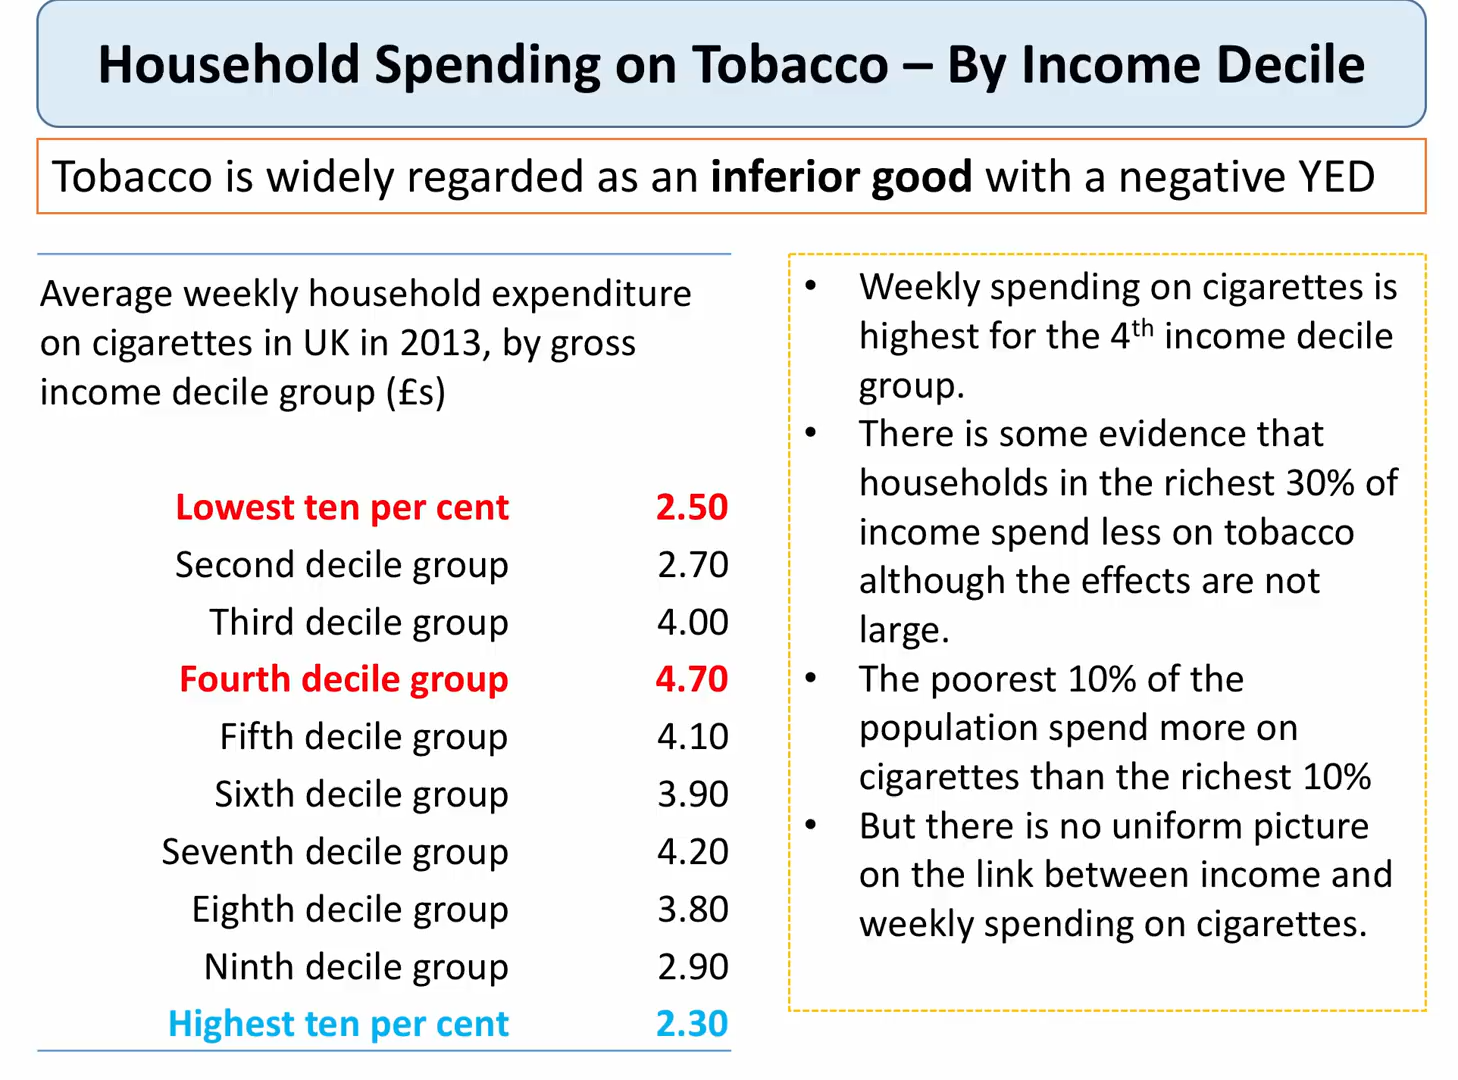 Household Spending on Tobacco – By Income Decile
Tobacco is widely regarded as an inferior good with a negative YED
Average weekly household expenditure
on cigarettes in UK in 2013, by gross
income decile group (£s)
Lowest ten per cent 2.50
Second decile group 2.70
Third decile group 4.00
Fourth decile group 4.70
Fifth decile group 4.10
Sixth decile group 3.90
Seventh decile group 4.20
Eighth decile group 3.80
Ninth decile group 2.90
Highest ten per cent 2.30
• Weekly spending on cigarettes is
highest for the 4th income decile
group.
• There is some evidence that
households in the richest 30% of
income spend less on tobacco
although the effects are not
large.
• The poorest 10% of the
population spend more on
cigarettes than the richest 10%
• But there is no uniform picture
on the link between income and
weekly spending on cigarettes.